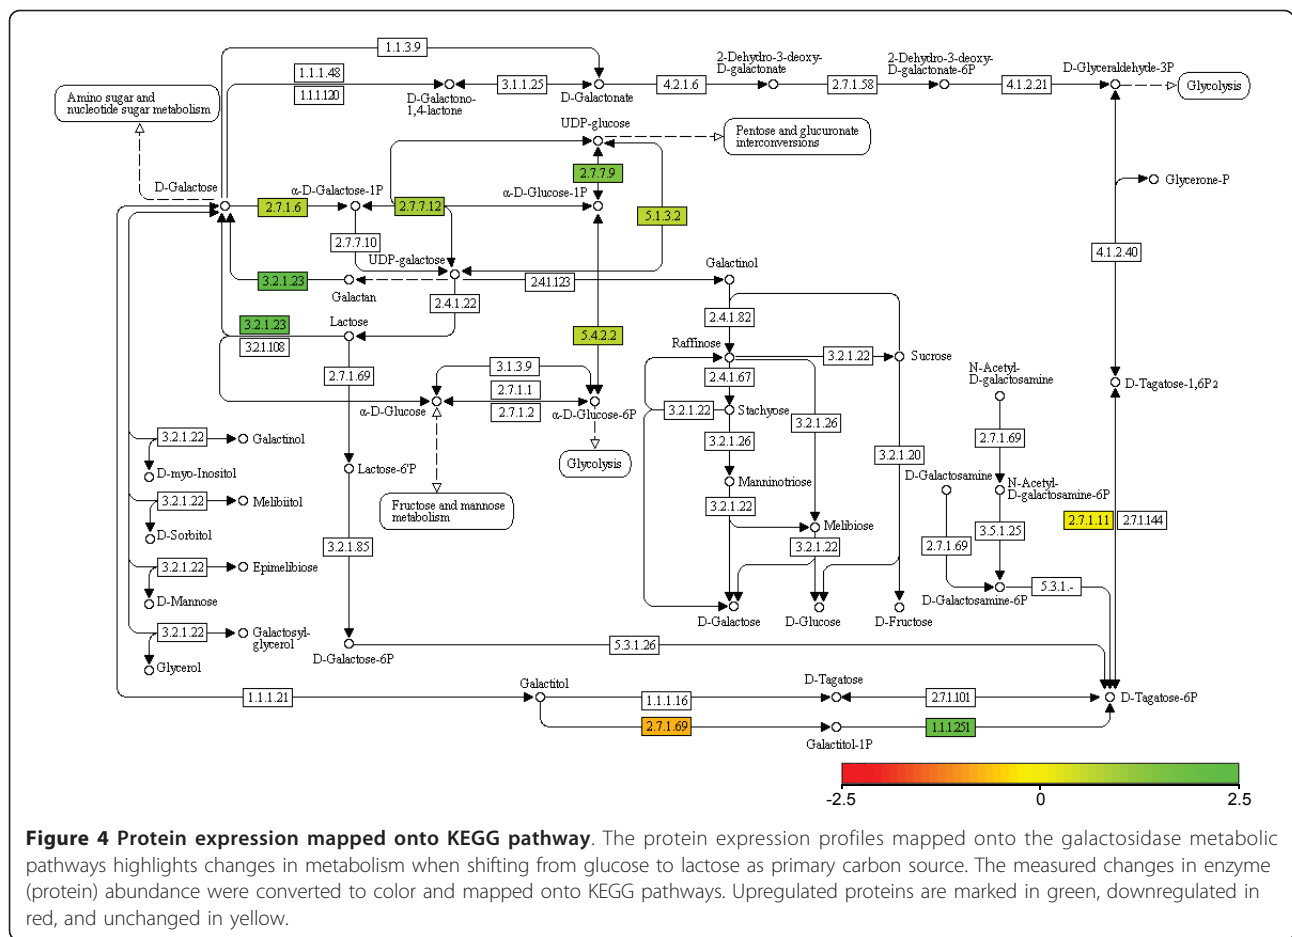 1.1.3.9
2-Dehydro-3-deoxy-
D-galactonate
2-Dehydro-3-deoxy-
D-galactonate-6P
D-Glyceraldehyde-3P
1.1.1.48
1.1.1.120
3.1.1.25
4.2.1.6
2.7.1.58
4.1.2.21
Glycolysis
Amino sugar and
nucleotide sugar metabolism
D-Galactono-
1,4-lactone
D-Galactonate
UDP-glucose
Pentose and glucuronate
interconversions
2.7.7.9
D-Galactose
α-D-Galactose-1P
α-D-Glucose-1P
Glycerone-P
2.7.1.6
2.7.7.12
5.1.3.2
2.7.7.10
4.1.2.40
UDP-galactose
Galactinol
3.2.1.23
Galactan
2.4.1.123
2.4.1.22
2.4.1.82
Lactose
3.2.1.23
3.2.1.108
5.4.2.2
Raffinose
3.2.1.22
Sucrose
2.7.1.69
3.1.3.9
2.4.1.67
N-Acetyl-
D-galactosamine
D-Tagatose-1,6P2
2.7.1.1
2.7.1.2
α-D-Glucose
α-D-Glucose-6P
3.2.1.22
Stachyose
3.2.1.26
3.2.1.22
Galactinol
3.2.1.26
3.2.1.20
2.7.1.69
D-myo-Inositol
Lactose-6'P
Glycolysis
Manninotriose
D-Galactosamine
N-Acetyl-
D-galactosamine-6P
3.2.1.22
Melibiitol
Fructose and mannose
metabolism
3.2.1.22
D-Sorbitol
Melibiose
2.7.1.11
2.7.1.144
3.2.1.85
3.2.1.22
2.7.1.69
3.5.1.25
3.2.1.22
Epimelibiose
D-Mannose
5.3.1.-
D-Galactosamine-6P
D-Galactose
D-Glucose
D-Fructose
3.2.1.22
Galactosyl-
glycerol
Glycerol
D-Galactose-6P
5.3.1.26
1.1.1.21
Galactitol
1.1.1.16
D-Tagatose
2.7.1.101
D-Tagatose-6P
2.7.1.69
Galactitol-1P
1.1.1.251
-2.5
0
2.5
Figure 4 Protein expression mapped onto KEGG pathway. The protein expression profiles mapped onto the galactosidase metabolic
pathways highlights changes in metabolism when shifting from glucose to lactose as primary carbon source. The measured changes in enzyme
(protein) abundance were converted to color and mapped onto KEGG pathways. Upregulated proteins are marked in green, downregulated in
red, and unchanged in yellow.